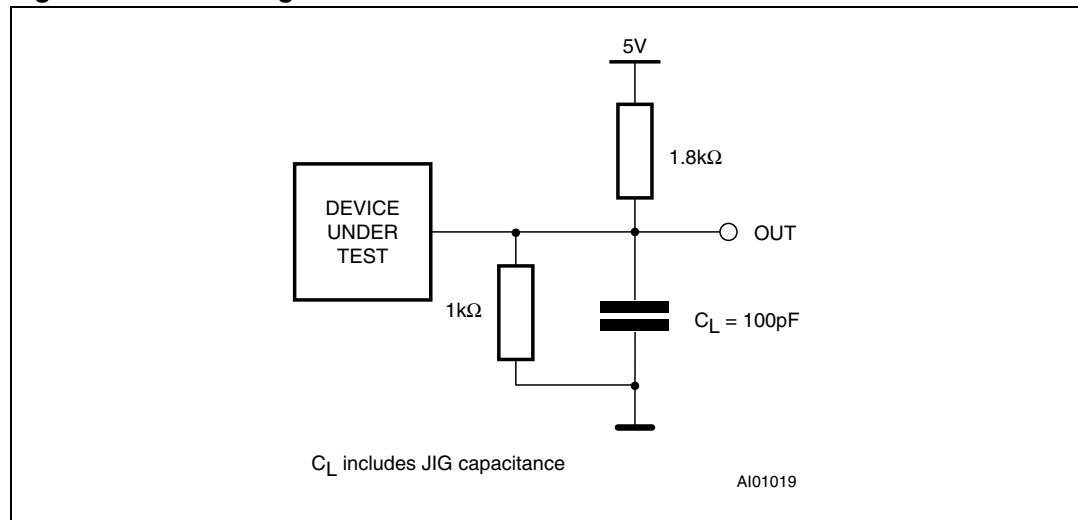 5V
1.8kΩ
DEVICE
UNDER
TEST
OUT
1kΩ
C_L = 100pF
C_L includes JIG capacitance
AI01019